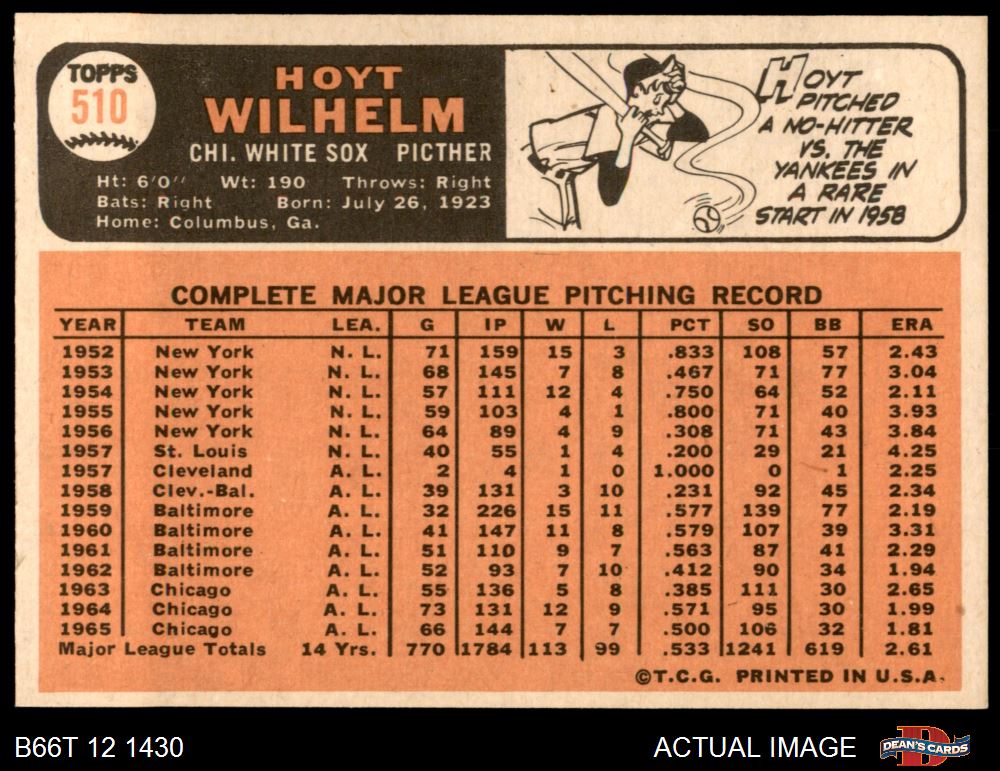 TOPPS
510
HOYT
WILHELM
CHI. WHITE SOX PICTHER
Ht: 6'0" Wt: 190 Throws: Right
Bats: Right Born: July 26, 1923
Home: Columbus, Ga.
HOYT
PITCHED
A NO-HITTER
VS. THE
YANKEES IN
A RARE
START IN 1958
COMPLETE MAJOR LEAGUE PITCHING RECORD
YEAR TEAM LEA. G IP W L PCT SO BB ERA
1952 New York N. L. 71 159 15 3 .833 108 57 2.43
1953 New York N. L. 68 145 7 8 .467 71 77 3.04
1954 New York N. L. 57 111 12 4 .750 64 52 2.11
1955 New York N. L. 59 103 4 1 .800 71 40 3.93
1956 New York N. L. 64 89 4 9 .308 71 43 3.84
1957 St. Louis N. L. 40 55 1 4 .200 29 21 4.25
1957 Cleveland A. L. 2 4 1 0 1.000 0 1 2.25
1958 Clev.-Bal. A. L. 39 131 3 10 .231 92 45 2.34
1959 Baltimore A. L. 32 226 15 11 .577 139 77 2.19
1960 Baltimore A. L. 41 147 11 8 .579 107 39 3.31
1961 Baltimore A. L. 51 110 9 7 .563 87 41 2.29
1962 Baltimore A. L. 52 93 7 10 .412 90 34 1.94
1963 Chicago A. L. 55 136 5 8 .385 111 30 2.65
1964 Chicago A. L. 73 131 12 9 .571 95 30 1.99
1965 Chicago A. L. 66 144 7 7 .500 106 32 1.81
Major League Totals 14 Yrs. 770 1784 113 99 .533 1241 619 2.61
©T.C.G. PRINTED IN U.S.A.
B66T 12 1430
ACTUAL IMAGE
DEAN'S CARDS